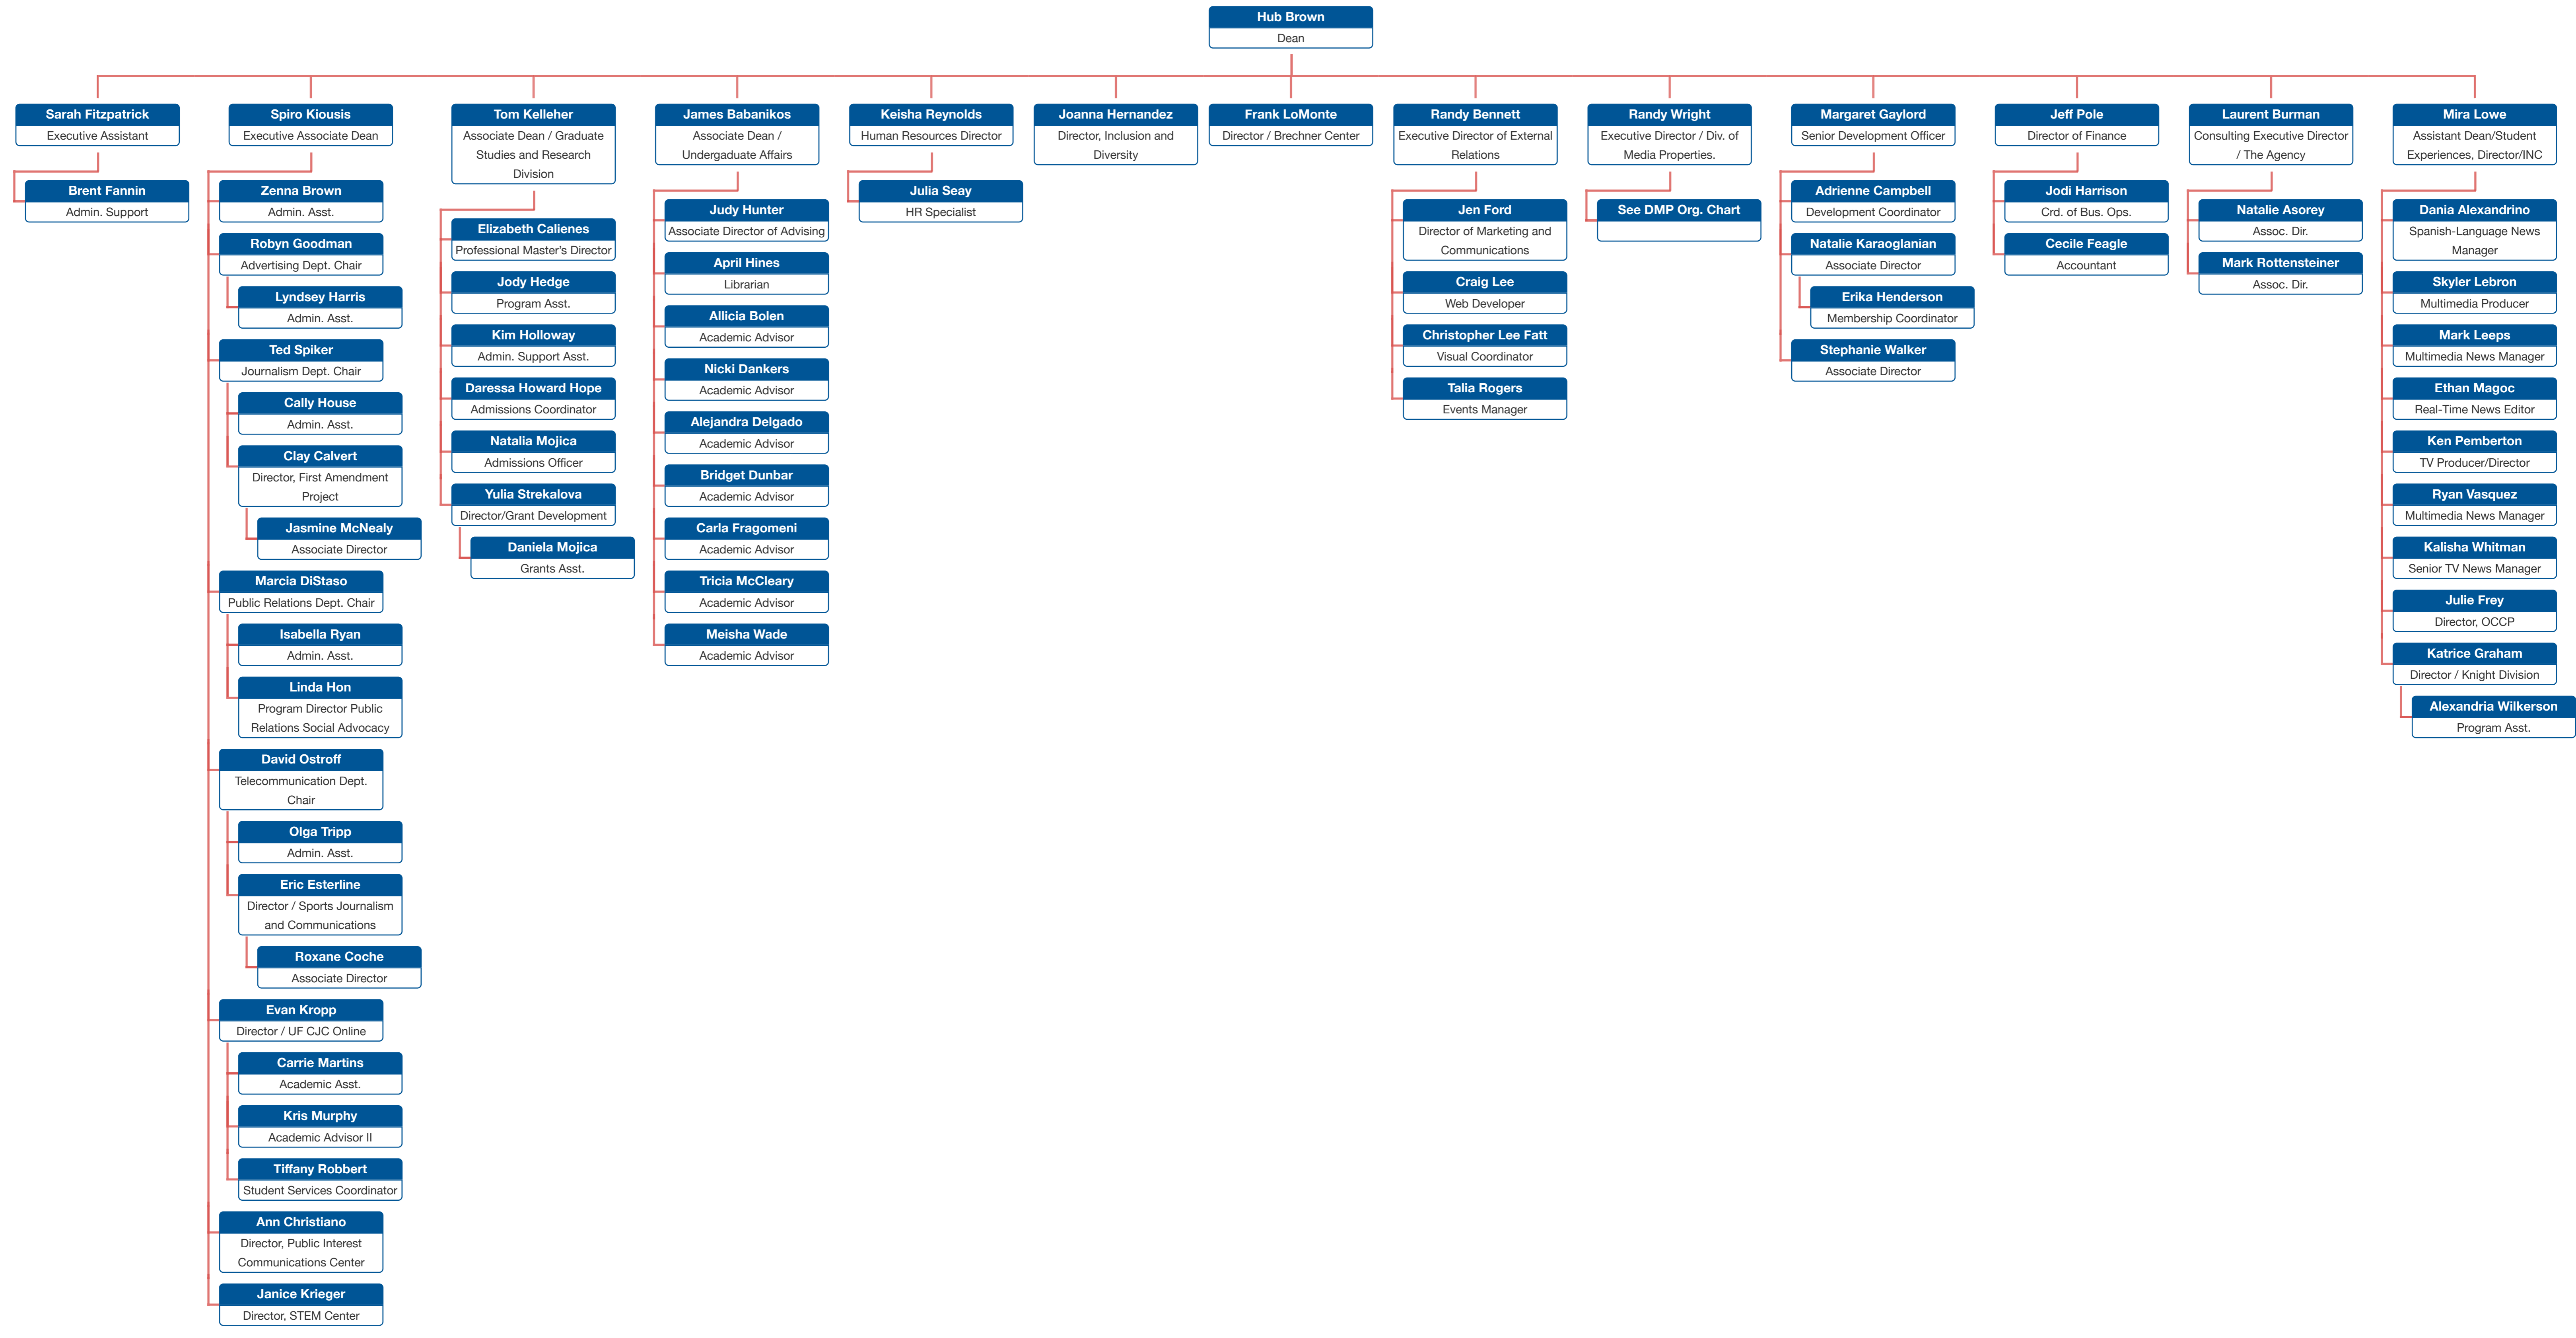 Hub Brown
Dean
Sarah Fitzpatrick
Executive Assistant
Brent Fannin
Admin. Support
Spiro Kiousis
Executive Associate Dean
Zenna Brown
Admin. Asst.
Robyn Goodman
Advertising Dept. Chair
Lyndsey Harris
Admin. Asst.
Ted Spiker
Journalism Dept. Chair
Cally House
Admin. Asst.
Clay Calvert
Director, First Amendment
Project
Jasmine McNealy
Associate Director
Marcia DiStaso
Public Relations Dept. Chair
Isabella Ryan
Admin. Asst.
Linda Hon
Program Director Public
Relations Social Advocacy
David Ostroff
Telecommunication Dept.
Chair
Olga Tripp
Admin. Asst.
Eric Esterline
Director / Sports Journalism
and Communications
Roxane Coche
Associate Director
Evan Kropp
Director / UF CJC Online
Carrie Martins
Academic Asst.
Kris Murphy
Academic Advisor II
Tiffany Robbert
Student Services Coordinator
Ann Christiano
Director, Public Interest
Communications Center
Janice Krieger
Director, STEM Center
Tom Kelleher
Associate Dean / Graduate
Studies and Research
Division
Elizabeth Calienes
Professional Master’s Director
Jody Hedge
Program Asst.
Kim Holloway
Admin. Support Asst.
Daressa Howard Hope
Admissions Coordinator
Natalia Mojica
Admissions Officer
Yulia Strekalova
Director/Grant Development
Daniela Mojica
Grants Asst.
James Babanikos
Associate Dean /
Undergraduate Affairs
Judy Hunter
Associate Director of Advising
April Hines
Librarian
Allicia Bolen
Academic Advisor
Nicki Dankers
Academic Advisor
Alejandra Delgado
Academic Advisor
Bridget Dunbar
Academic Advisor
Carla Fragomeni
Academic Advisor
Tricia McCleary
Academic Advisor
Meisha Wade
Academic Advisor
Keisha Reynolds
Human Resources Director
Julia Seay
HR Specialist
Joanna Hernandez
Director, Inclusion and
Diversity
Frank LoMonte
Director / Brechner Center
Randy Bennett
Executive Director of External
Relations
Jen Ford
Director of Marketing and
Communications
Craig Lee
Web Developer
Christopher Lee Fatt
Visual Coordinator
Talia Rogers
Events Manager
Randy Wright
Executive Director / Div. of
Media Properties.
See DMP Org. Chart
Margaret Gaylord
Senior Development Officer
Adrienne Campbell
Development Coordinator
Natalie Karaoglanian
Associate Director
Erika Henderson
Membership Coordinator
Stephanie Walker
Associate Director
Jeff Pole
Director of Finance
Jodi Harrison
Crd. of Bus. Ops.
Cecile Feagle
Accountant
Laurent Burman
Consulting Executive Director
/ The Agency
Natalie Asorey
Assoc. Dir.
Mark Rottensteiner
Assoc. Dir.
Mira Lowe
Assistant Dean/Student
Experiences, Director/INC
Dania Alexandrino
Spanish-Language News
Manager
Skyler Lebron
Multimedia Producer
Mark Leeps
Multimedia News Manager
Ethan Magoc
Real-Time News Editor
Ken Pemberton
TV Producer/Director
Ryan Vasquez
Multimedia News Manager
Kalisha Whitman
Senior TV News Manager
Julie Frey
Director, OCCP
Katrice Graham
Director / Knight Division
Alexandria Wilkerson
Program Asst.